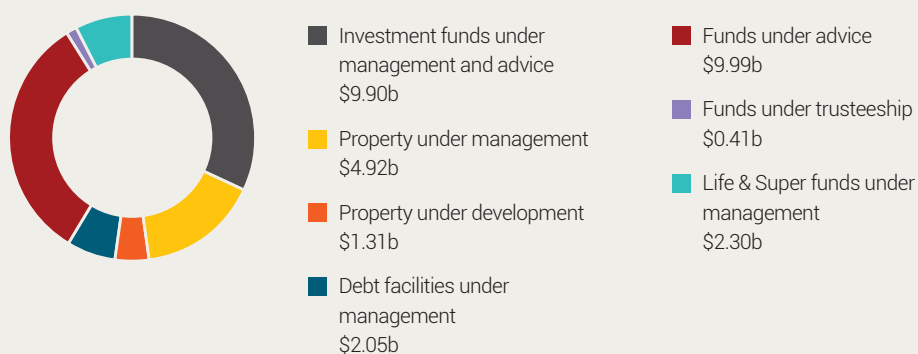 Investment funds under
management and advice
$9.90b
Property under management
$4.92b
Property under development
$1.31b
Debt facilities under
management
$2.05b
Funds under advice
$9.99b
Funds under trusteeship
$0.41b
Life & Super funds under
management
$2.30b